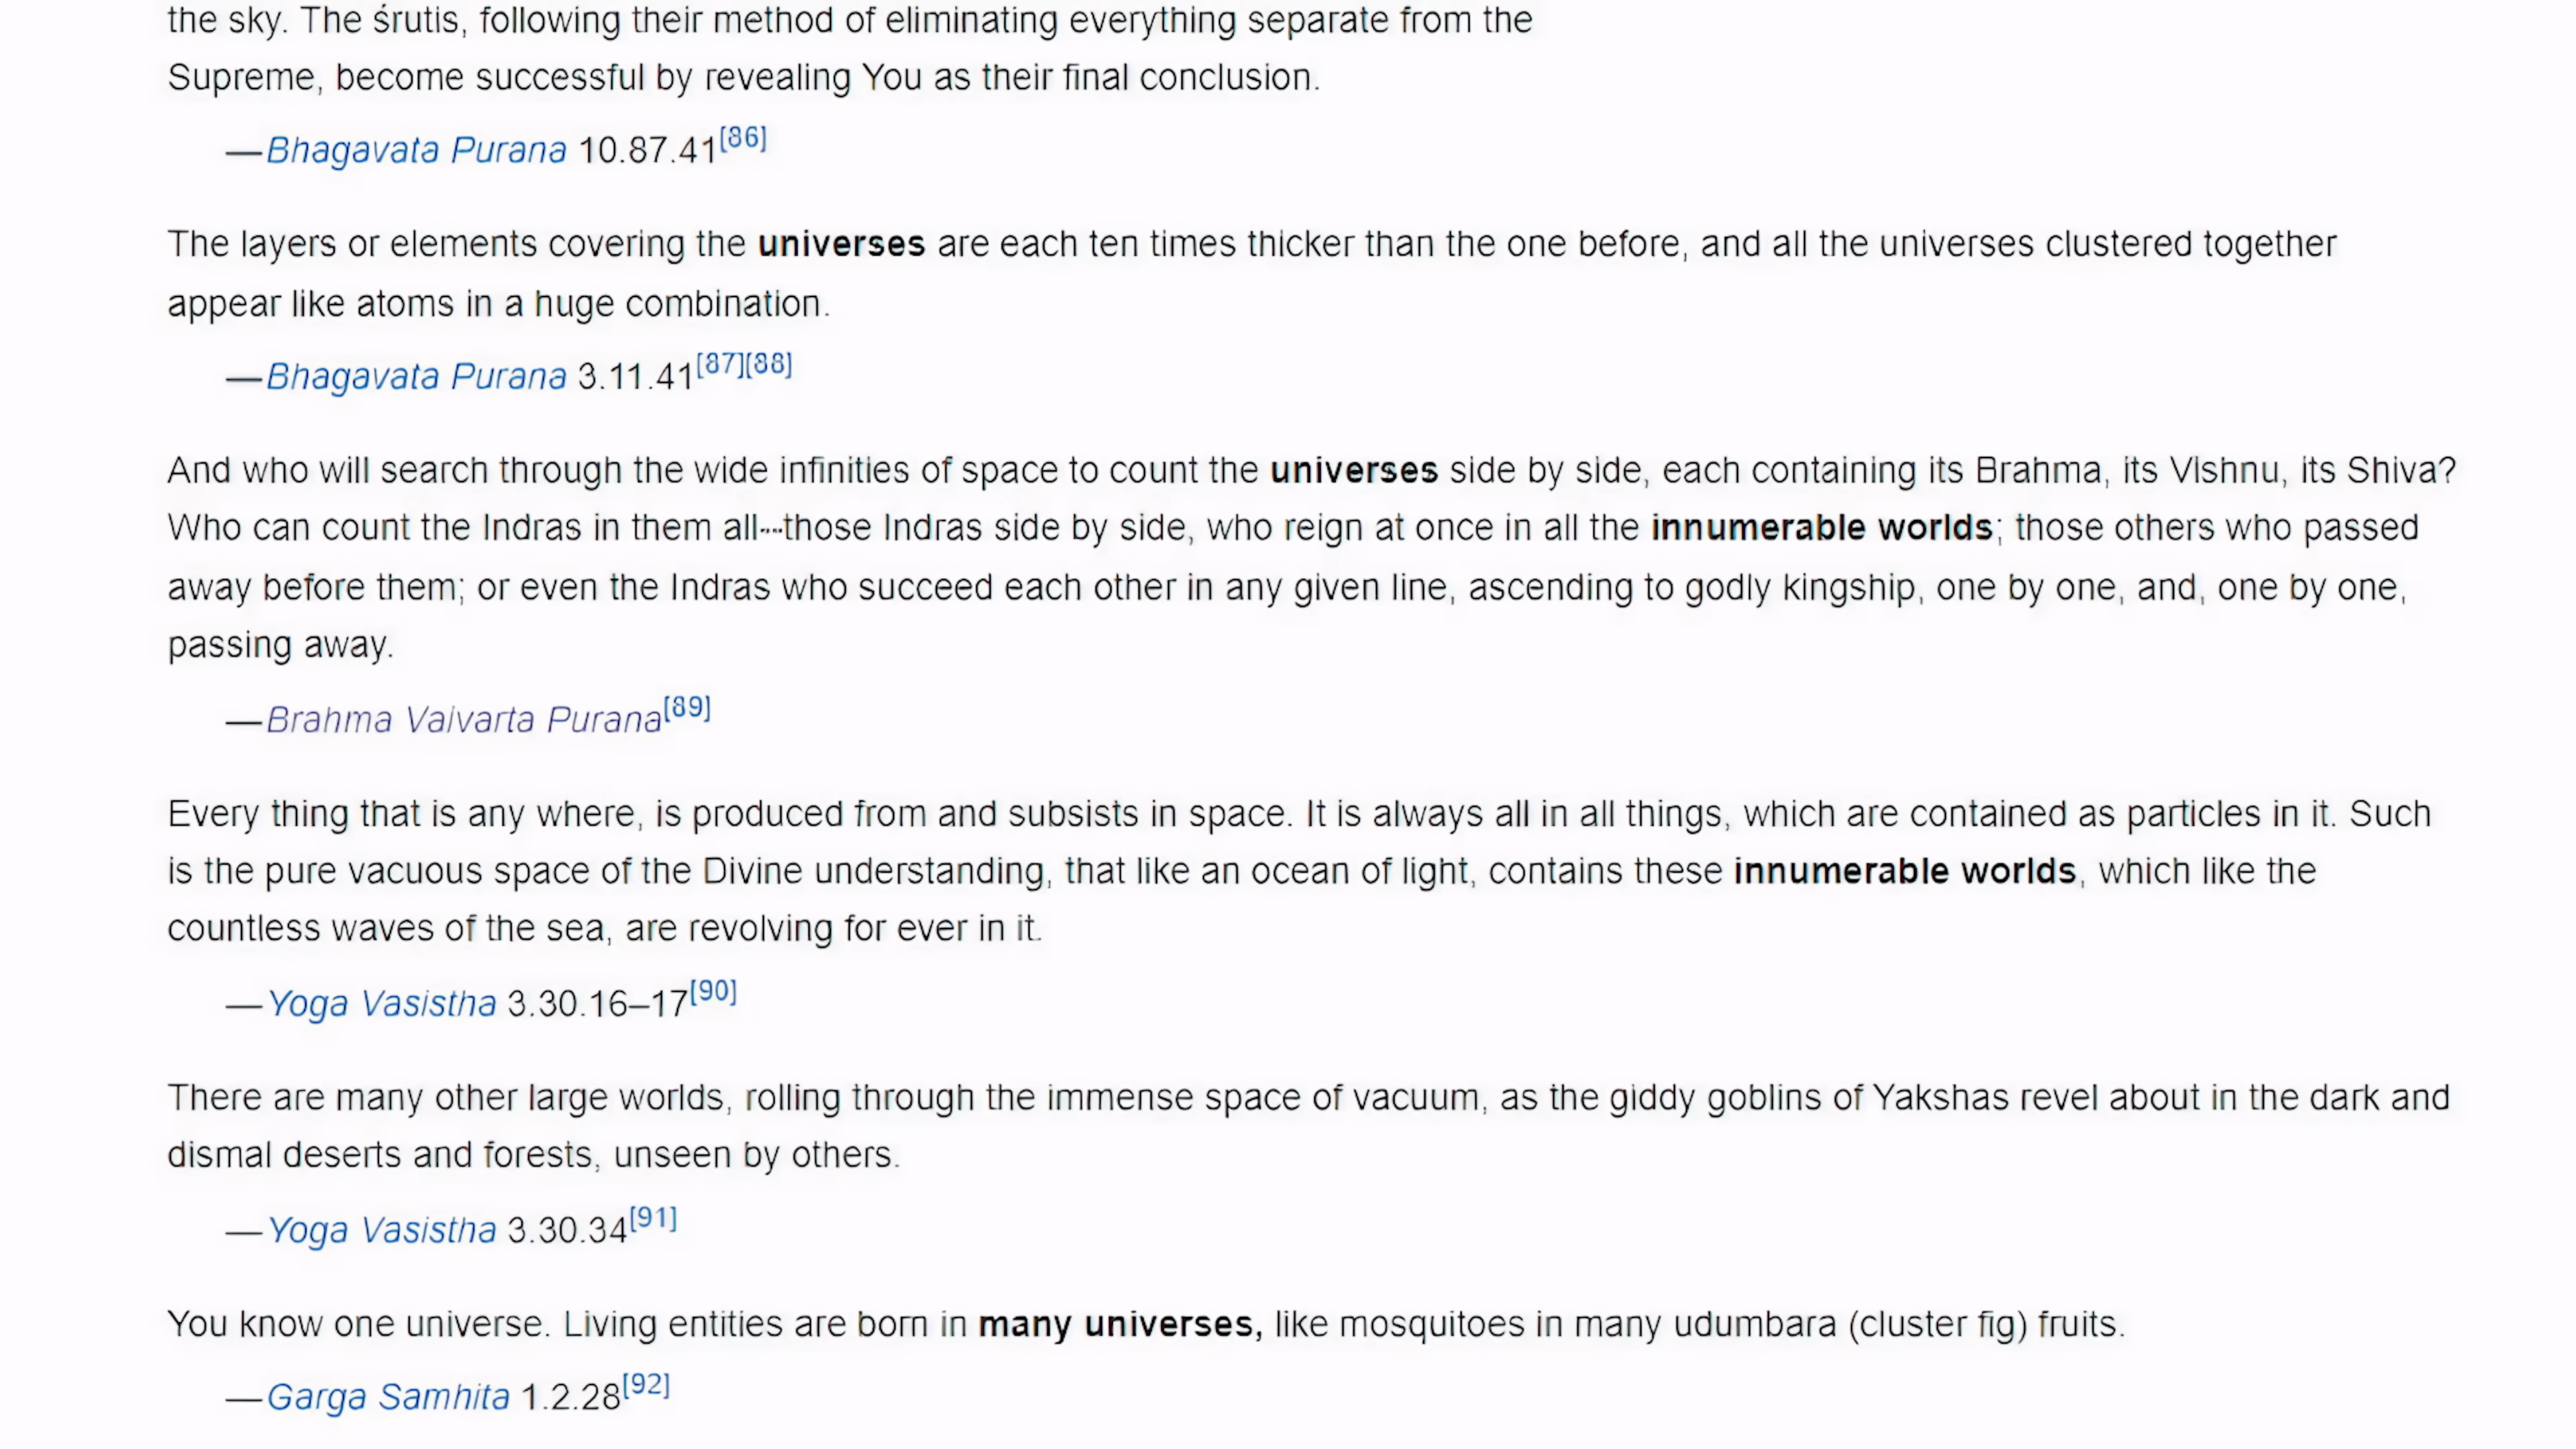 the sky. The śrutis, following their method of eliminating everything separate from the
Supreme, become successful by revealing You as their final conclusion.
—Bhagavata Purana 10.87.41[86]
The layers or elements covering the universes are each ten times thicker than the one before, and all the universes clustered together
appear like atoms in a huge combination.
—Bhagavata Purana 3.11.41[87][88]
And who will search through the wide infinities of space to count the universes side by side, each containing its Brahma, its Vishnu, its Shiva?
Who can count the Indras in them all--those Indras side by side, who reign at once in all the innumerable worlds; those others who passed
away before them; or even the Indras who succeed each other in any given line, ascending to godly kingship, one by one, and, one by one,
passing away.
—Brahma Vaivarta Purana[89]
Every thing that is any where, is produced from and subsists in space. It is always all in all things, which are contained as particles in it. Such
is the pure vacuous space of the Divine understanding, that like an ocean of light, contains these innumerable worlds, which like the
countless waves of the sea, are revolving for ever in it.
—Yoga Vasistha 3.30.16–17[90]
There are many other large worlds, rolling through the immense space of vacuum, as the giddy goblins of Yakshas revel about in the dark and
dismal deserts and forests, unseen by others.
—Yoga Vasistha 3.30.34[91]
You know one universe. Living entities are born in many universes, like mosquitoes in many udumbara (cluster fig) fruits.
—Garga Samhita 1.2.28[92]